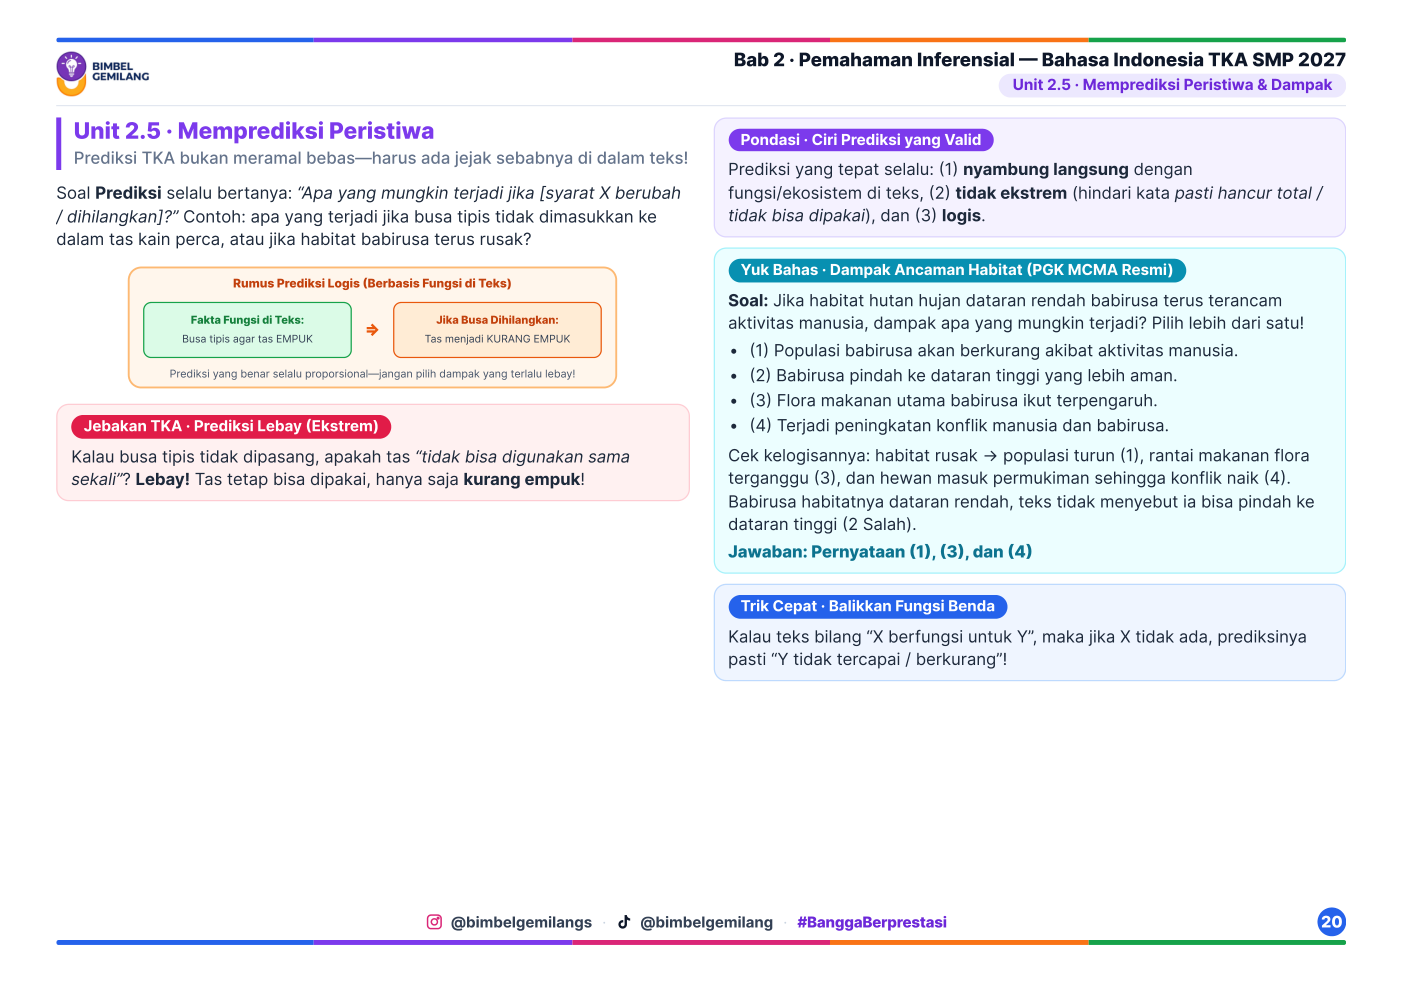 BIMBEL
GEMILANG
Bab 2 · Pemahaman Inferensial — Bahasa Indonesia TKA SMP 2027
Unit 2.5 · Memprediksi Peristiwa & Dampak
Unit 2.5 · Memprediksi Peristiwa
Prediksi TKA bukan meramal bebas—harus ada jejak sebabnya di dalam teks!
Soal Prediksi selalu bertanya: “Apa yang mungkin terjadi jika [syarat X berubah
/ dihilangkan]?” Contoh: apa yang terjadi jika busa tipis tidak dimasukkan ke
dalam tas kain perca, atau jika habitat babirusa terus rusak?
Rumus Prediksi Logis (Berbasis Fungsi di Teks)
Fakta Fungsi di Teks:
Busa tipis agar tas EMPUK
➔
Jika Busa Dihilangkan:
Tas menjadi KURANG EMPUK
Prediksi yang benar selalu proporsional—jangan pilih dampak yang terlalu lebay!
Jebakan TKA · Prediksi Lebay (Ekstrem)
Kalau busa tipis tidak dipasang, apakah tas “tidak bisa digunakan sama
sekali”? Lebay! Tas tetap bisa dipakai, hanya saja kurang empuk!
Pondasi · Ciri Prediksi yang Valid
Prediksi yang tepat selalu: (1) nyambung langsung dengan
fungsi/ekosistem di teks, (2) tidak ekstrem (hindari kata pasti hancur total /
tidak bisa dipakai), dan (3) logis.
Yuk Bahas · Dampak Ancaman Habitat (PGK MCMA Resmi)
Soal: Jika habitat hutan hujan dataran rendah babirusa terus terancam
aktivitas manusia, dampak apa yang mungkin terjadi? Pilih lebih dari satu!
• (1) Populasi babirusa akan berkurang akibat aktivitas manusia.
• (2) Babirusa pindah ke dataran tinggi yang lebih aman.
• (3) Flora makanan utama babirusa ikut terpengaruh.
• (4) Terjadi peningkatan konflik manusia dan babirusa.
Cek kelogisannya: habitat rusak → populasi turun (1), rantai makanan flora
terganggu (3), dan hewan masuk permukiman sehingga konflik naik (4).
Babirusa habitatnya dataran rendah, teks tidak menyebut ia bisa pindah ke
dataran tinggi (2 Salah).
Jawaban: Pernyataan (1), (3), dan (4)
Trik Cepat · Balikkan Fungsi Benda
Kalau teks bilang “X berfungsi untuk Y”, maka jika X tidak ada, prediksinya
pasti “Y tidak tercapai / berkurang”!
@bimbelgemilangs · @bimbelgemilang · #BanggaBerprestasi
20